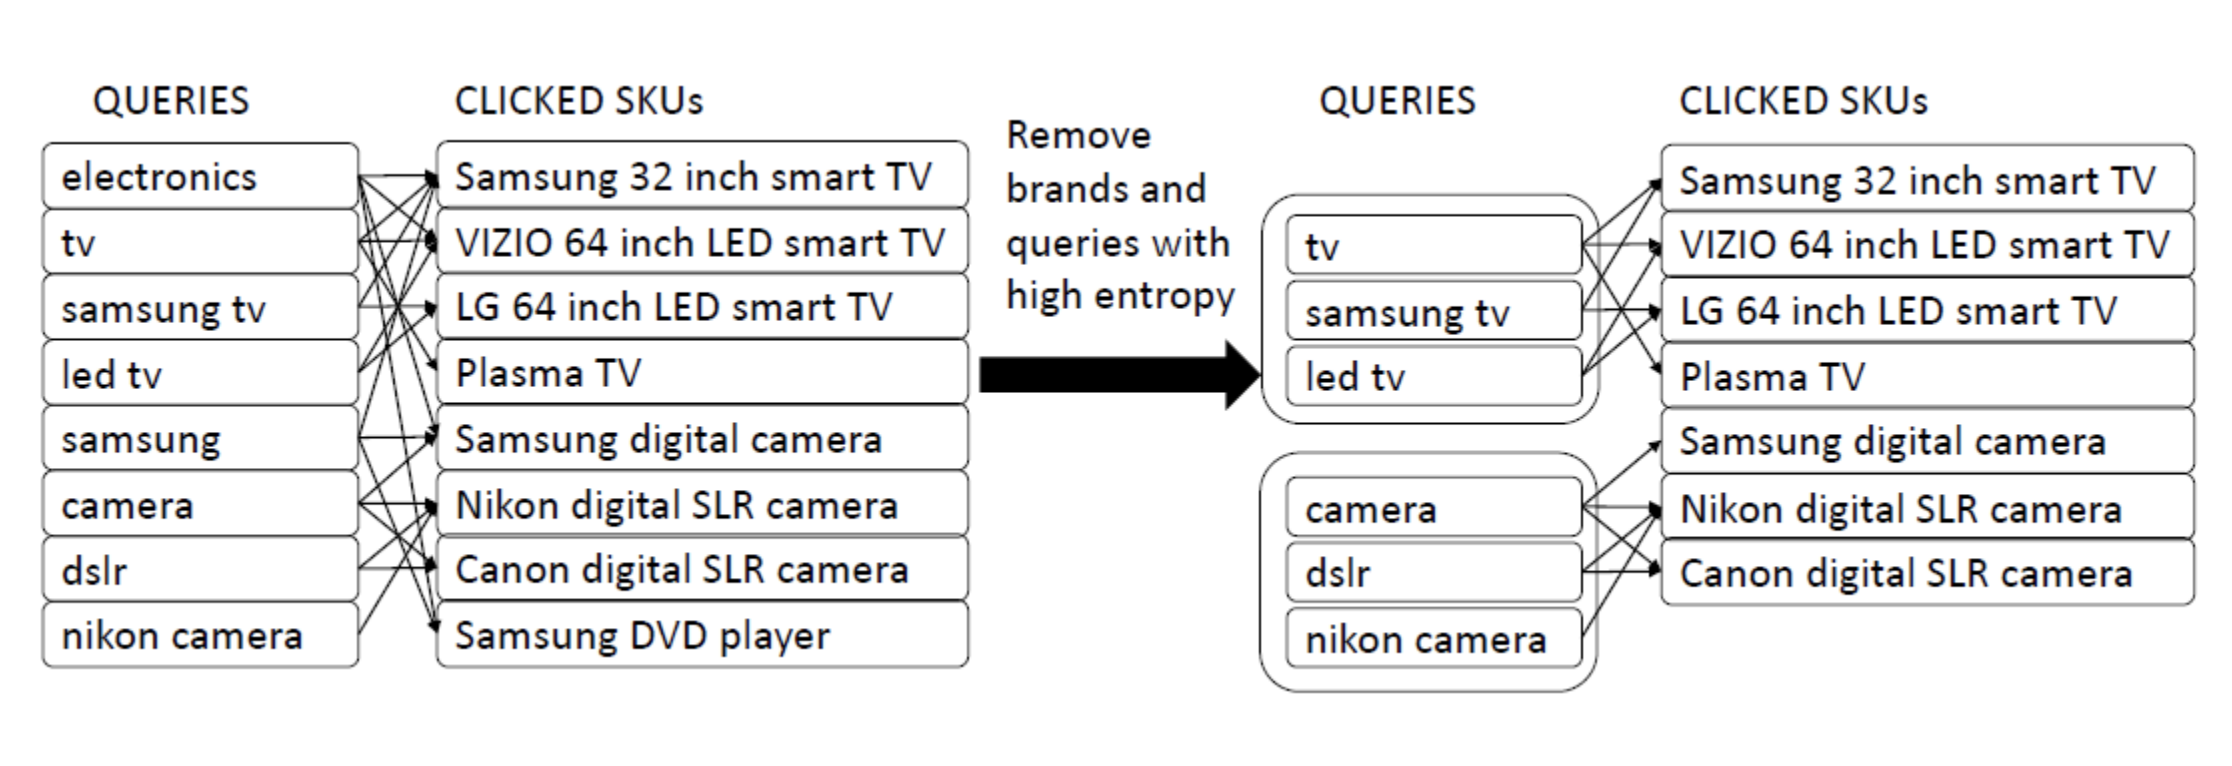 QUERIES
electronics
tv
samsung tv
led tv
samsung
camera
dslr
nikon camera
CLICKED SKUs
Samsung 32 inch smart TV
VIZIO 64 inch LED smart TV
LG 64 inch LED smart TV
Plasma TV
Samsung digital camera
Nikon digital SLR camera
Canon digital SLR camera
Samsung DVD player
Remove
brands and
queries with
high entropy
QUERIES
tv
samsung tv
led tv
camera
dslr
nikon camera
CLICKED SKUs
Samsung 32 inch smart TV
VIZIO 64 inch LED smart TV
LG 64 inch LED smart TV
Plasma TV
Samsung digital camera
Nikon digital SLR camera
Canon digital SLR camera